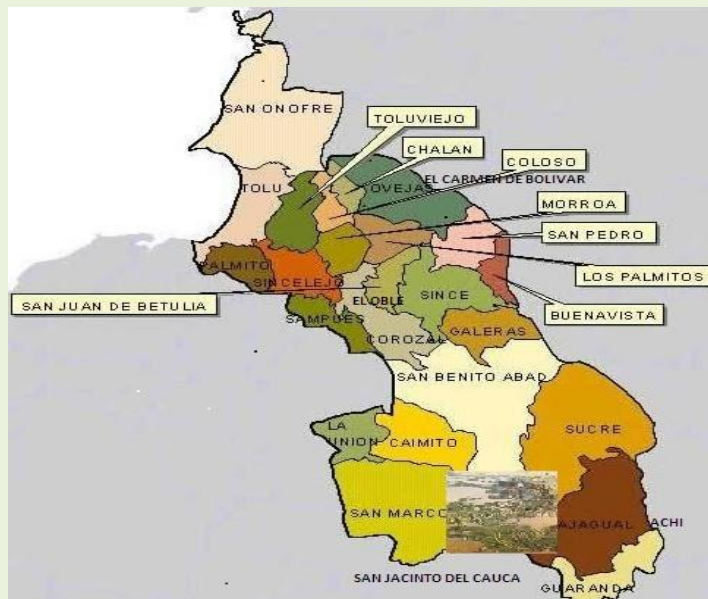 SAN ONOFRE
TOLUVIEJO
CHALAN
COLOSO
TOLU
OVEJAS
EL CARMEN DE BOLIVAR
MORROA
SAN PEDRO
PALMITO
SINCELEJO
LOS PALMITOS
SAN JUAN DE BETULIA
EL OBLE
SINCE
BUENAVISTA
SAMPUES
COROZAL
GALERAS
SAN BENITO ABAD
LA
UNION
CAIMITO
SUCRE
SAN MARCO
AJAGUAL
ACHI
SAN JACINTO DEL CAUCA
GUARANDA